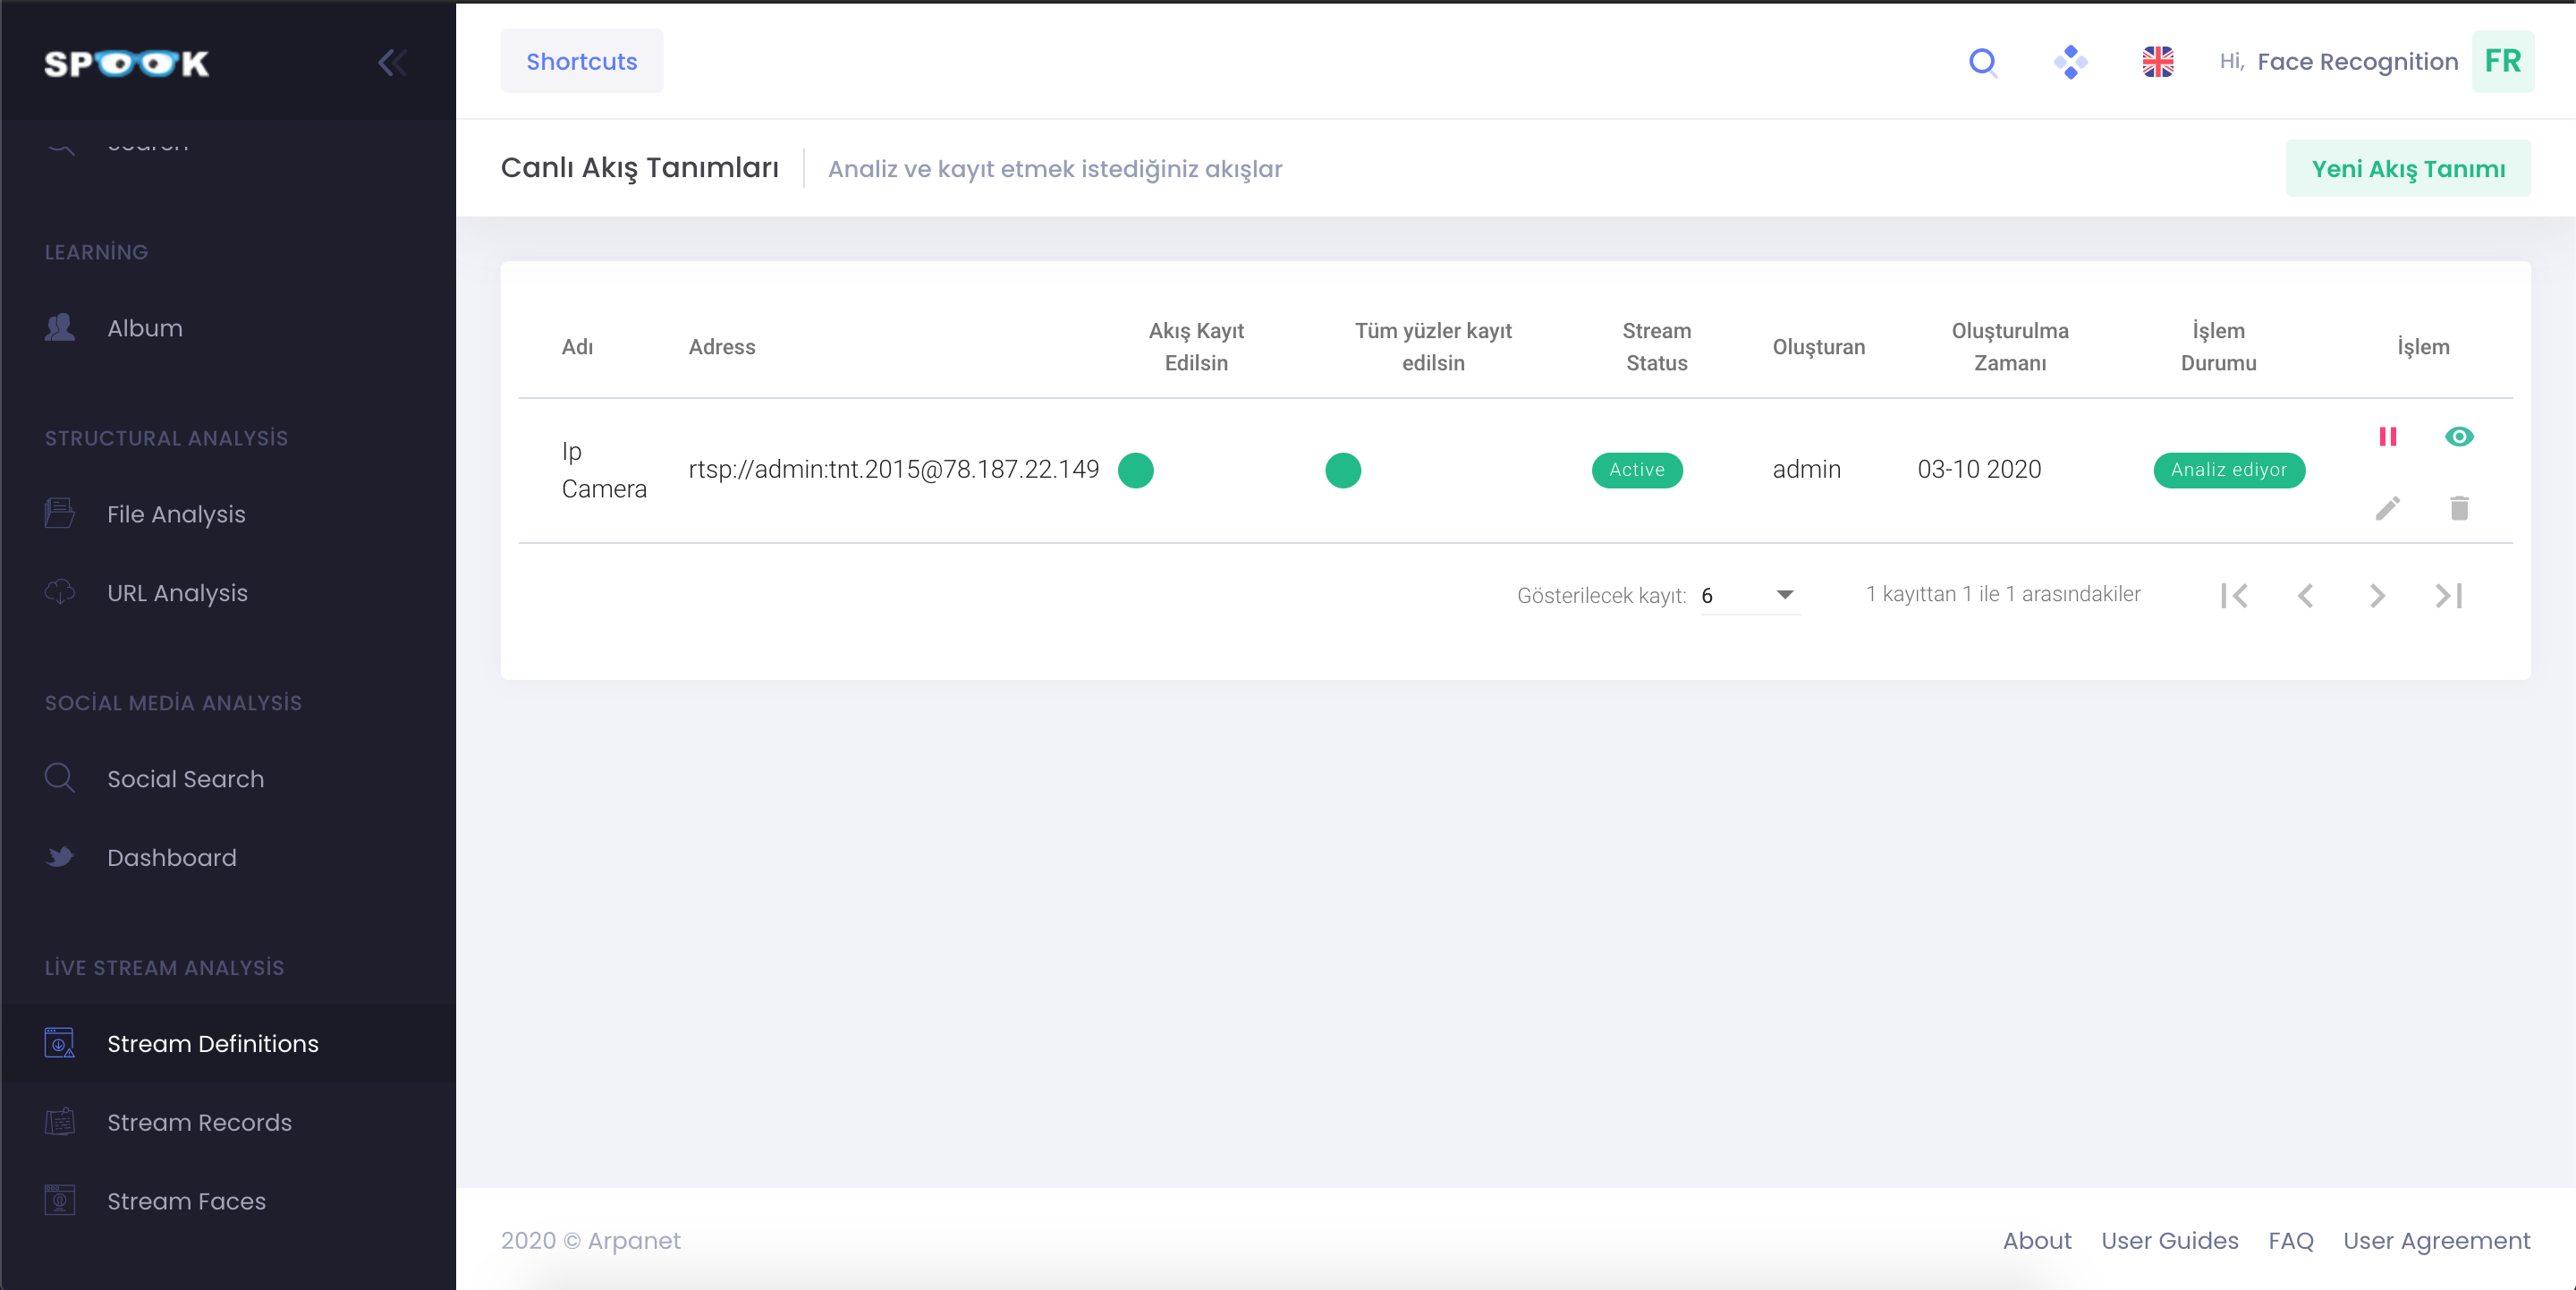 SPOOK
Search
LEARNİNG
Album
STRUCTURAL ANALYSİS
File Analysis
URL Analysis
SOCİAL MEDİA ANALYSİS
Social Search
Dashboard
LİVE STREAM ANALYSİS
Stream Definitions
Stream Records
Stream Faces
Shortcuts
Hi, Face Recognition FR
Canlı Akış Tanımları
Analiz ve kayıt etmek istediğiniz akışlar
Yeni Akış Tanımı
Adı
Adress
Akış Kayıt
Edilsin
Tüm yüzler kayıt
edilsin
Stream
Status
Oluşturan
Oluşturulma
Zamanı
İşlem
Durumu
İşlem
Ip
Camera
rtsp://admin:tnt.2015@78.187.22.149
Active
admin
03-10 2020
Analiz ediyor
Gösterilecek kayıt: 6
1 kayıttan 1 ile 1 arasındakiler
2020 © Arpanet
About User Guides FAQ User Agreement